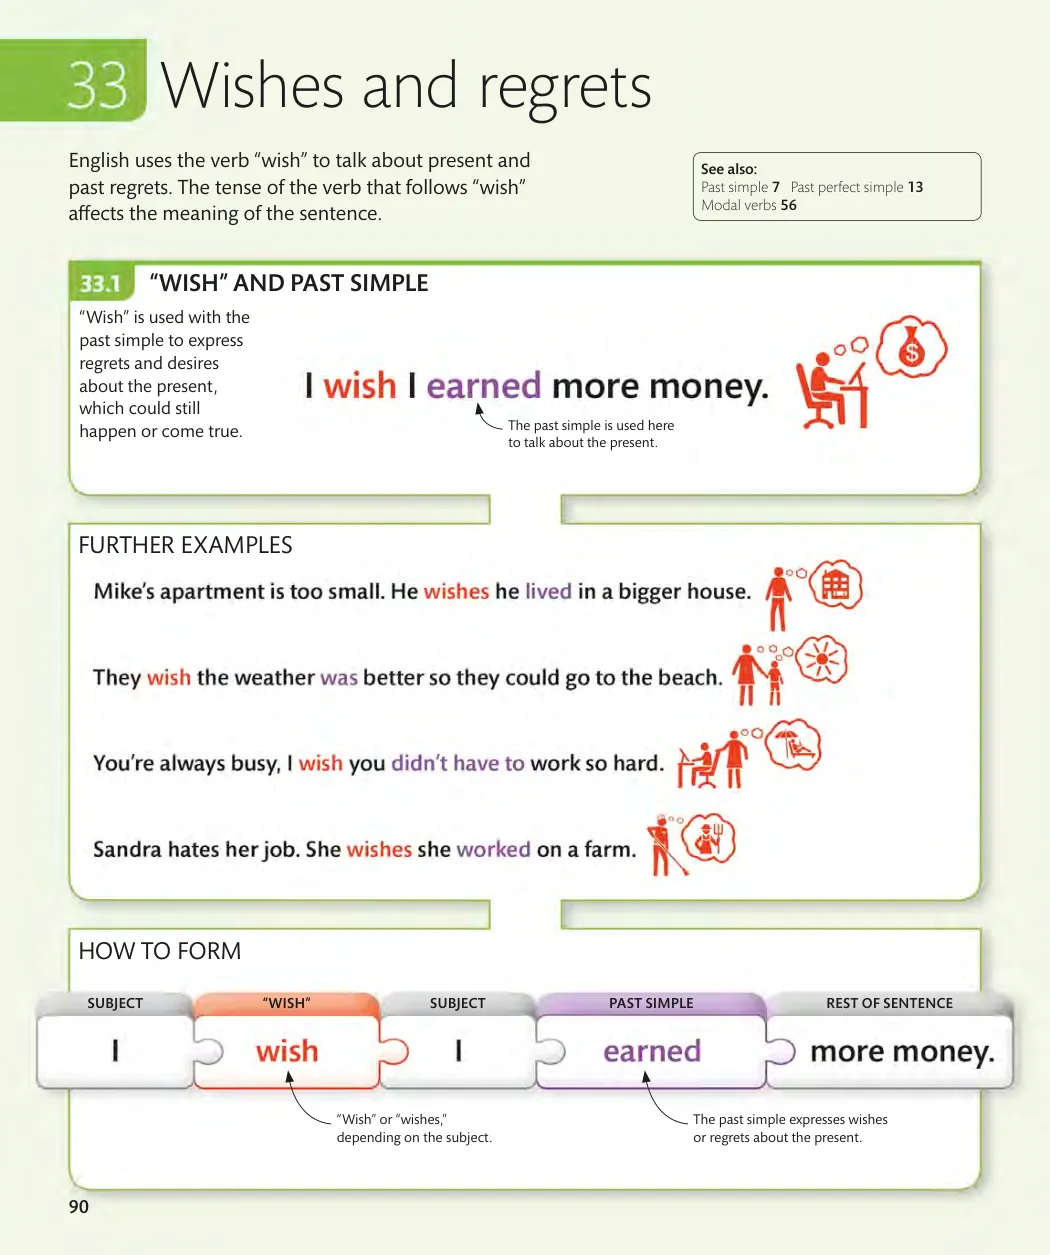 33 Wishes and regrets
English uses the verb “wish” to talk about present and
past regrets. The tense of the verb that follows “wish”
affects the meaning of the sentence.
See also:
Past simple 7 Past perfect simple 13
Modal verbs 56
33.1 “WISH” AND PAST SIMPLE
“Wish” is used with the
past simple to express
regrets and desires
about the present,
which could still
happen or come true.
I wish I earned more money.
$
The past simple is used here
to talk about the present.
FURTHER EXAMPLES
Mike’s apartment is too small. He wishes he lived in a bigger house.
They wish the weather was better so they could go to the beach.
You’re always busy, I wish you didn’t have to work so hard.
Sandra hates her job. She wishes she worked on a farm.
HOW TO FORM
SUBJECT “WISH” SUBJECT PAST SIMPLE REST OF SENTENCE
I wish I earned more money.
“Wish” or “wishes,”
depending on the subject.
The past simple expresses wishes
or regrets about the present.
90